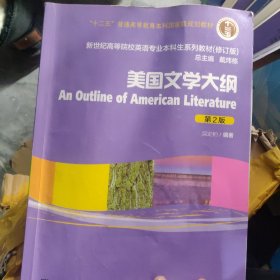 "十二五"普通高等教育本科国家级规划教材
新世纪高等院校英语专业本科生系列教材(修订版)
总主编 戴炜栋
美国文学大纲
An Outline of American Literature
第2版
吴定柏 编著